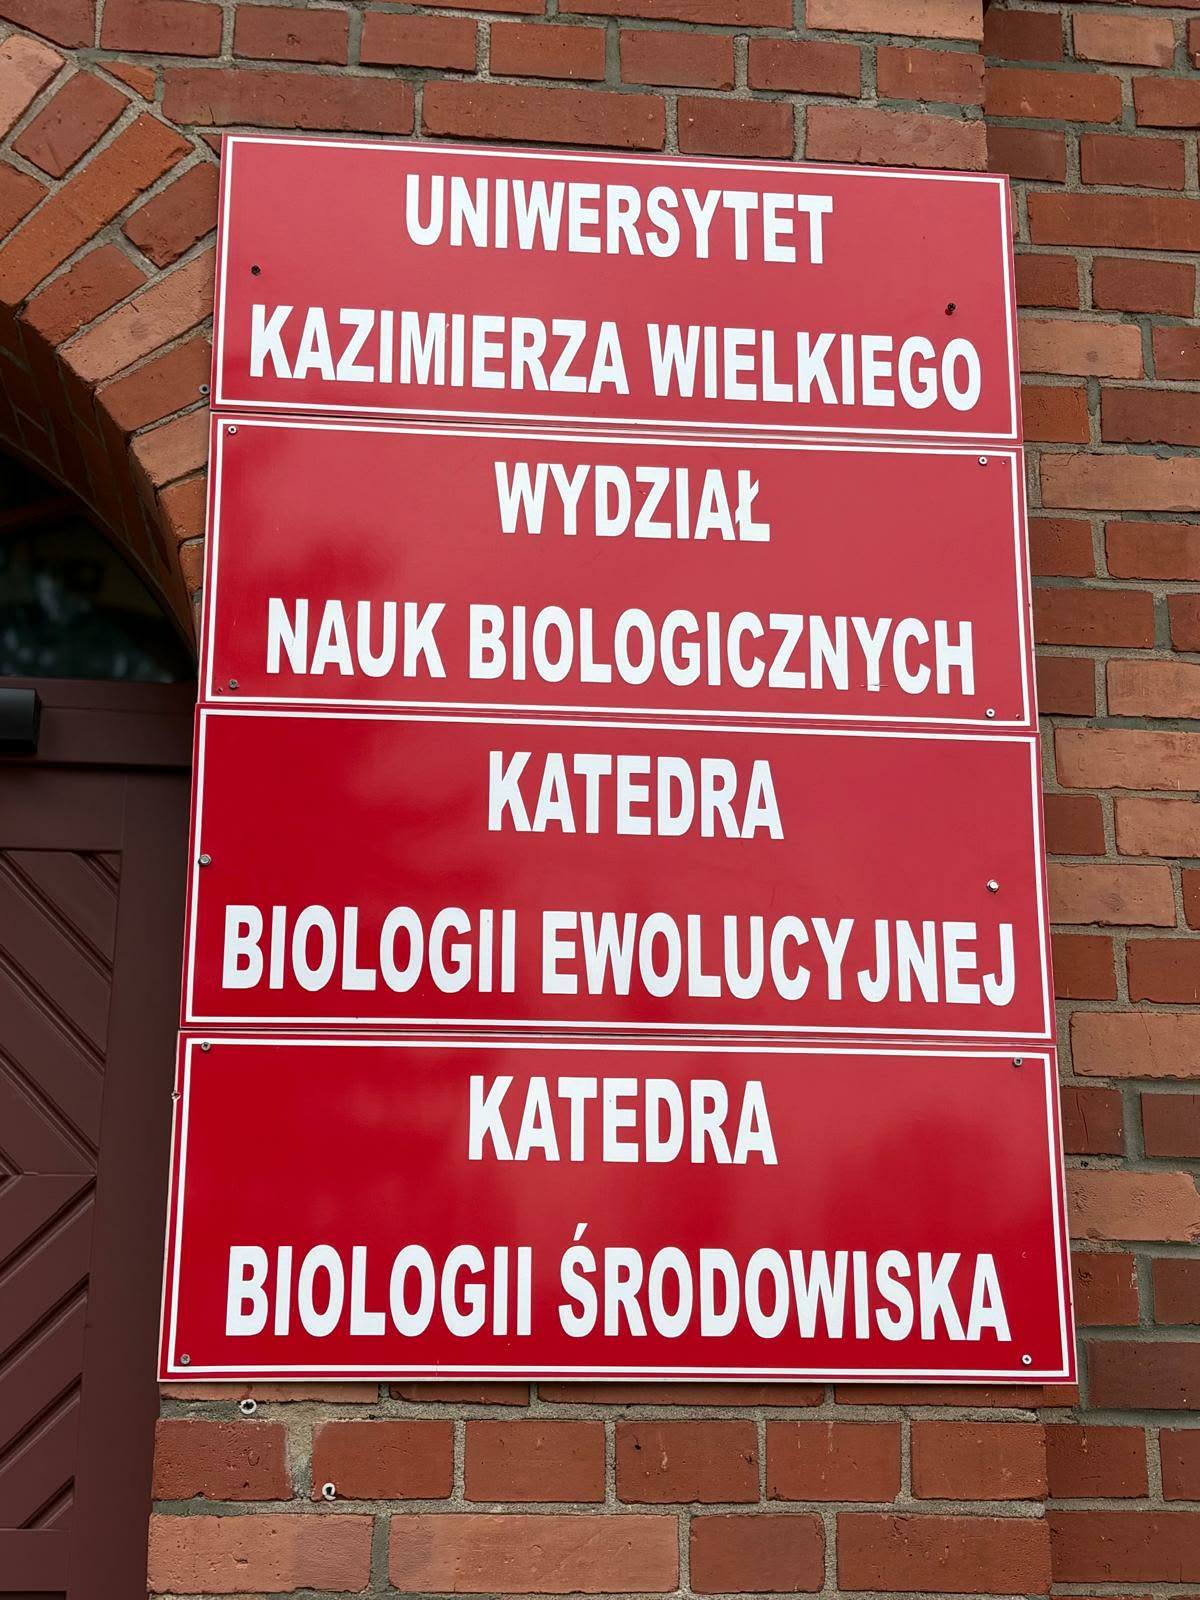 UNIWERSYTET
KAZIMIERZA WIELKIEGO
WYDZIAŁ
NAUK BIOLOGICZNYCH
KATEDRA
BIOLOGII EWOLUCYJNEJ
KATEDRA
BIOLOGII ŚRODOWISKA